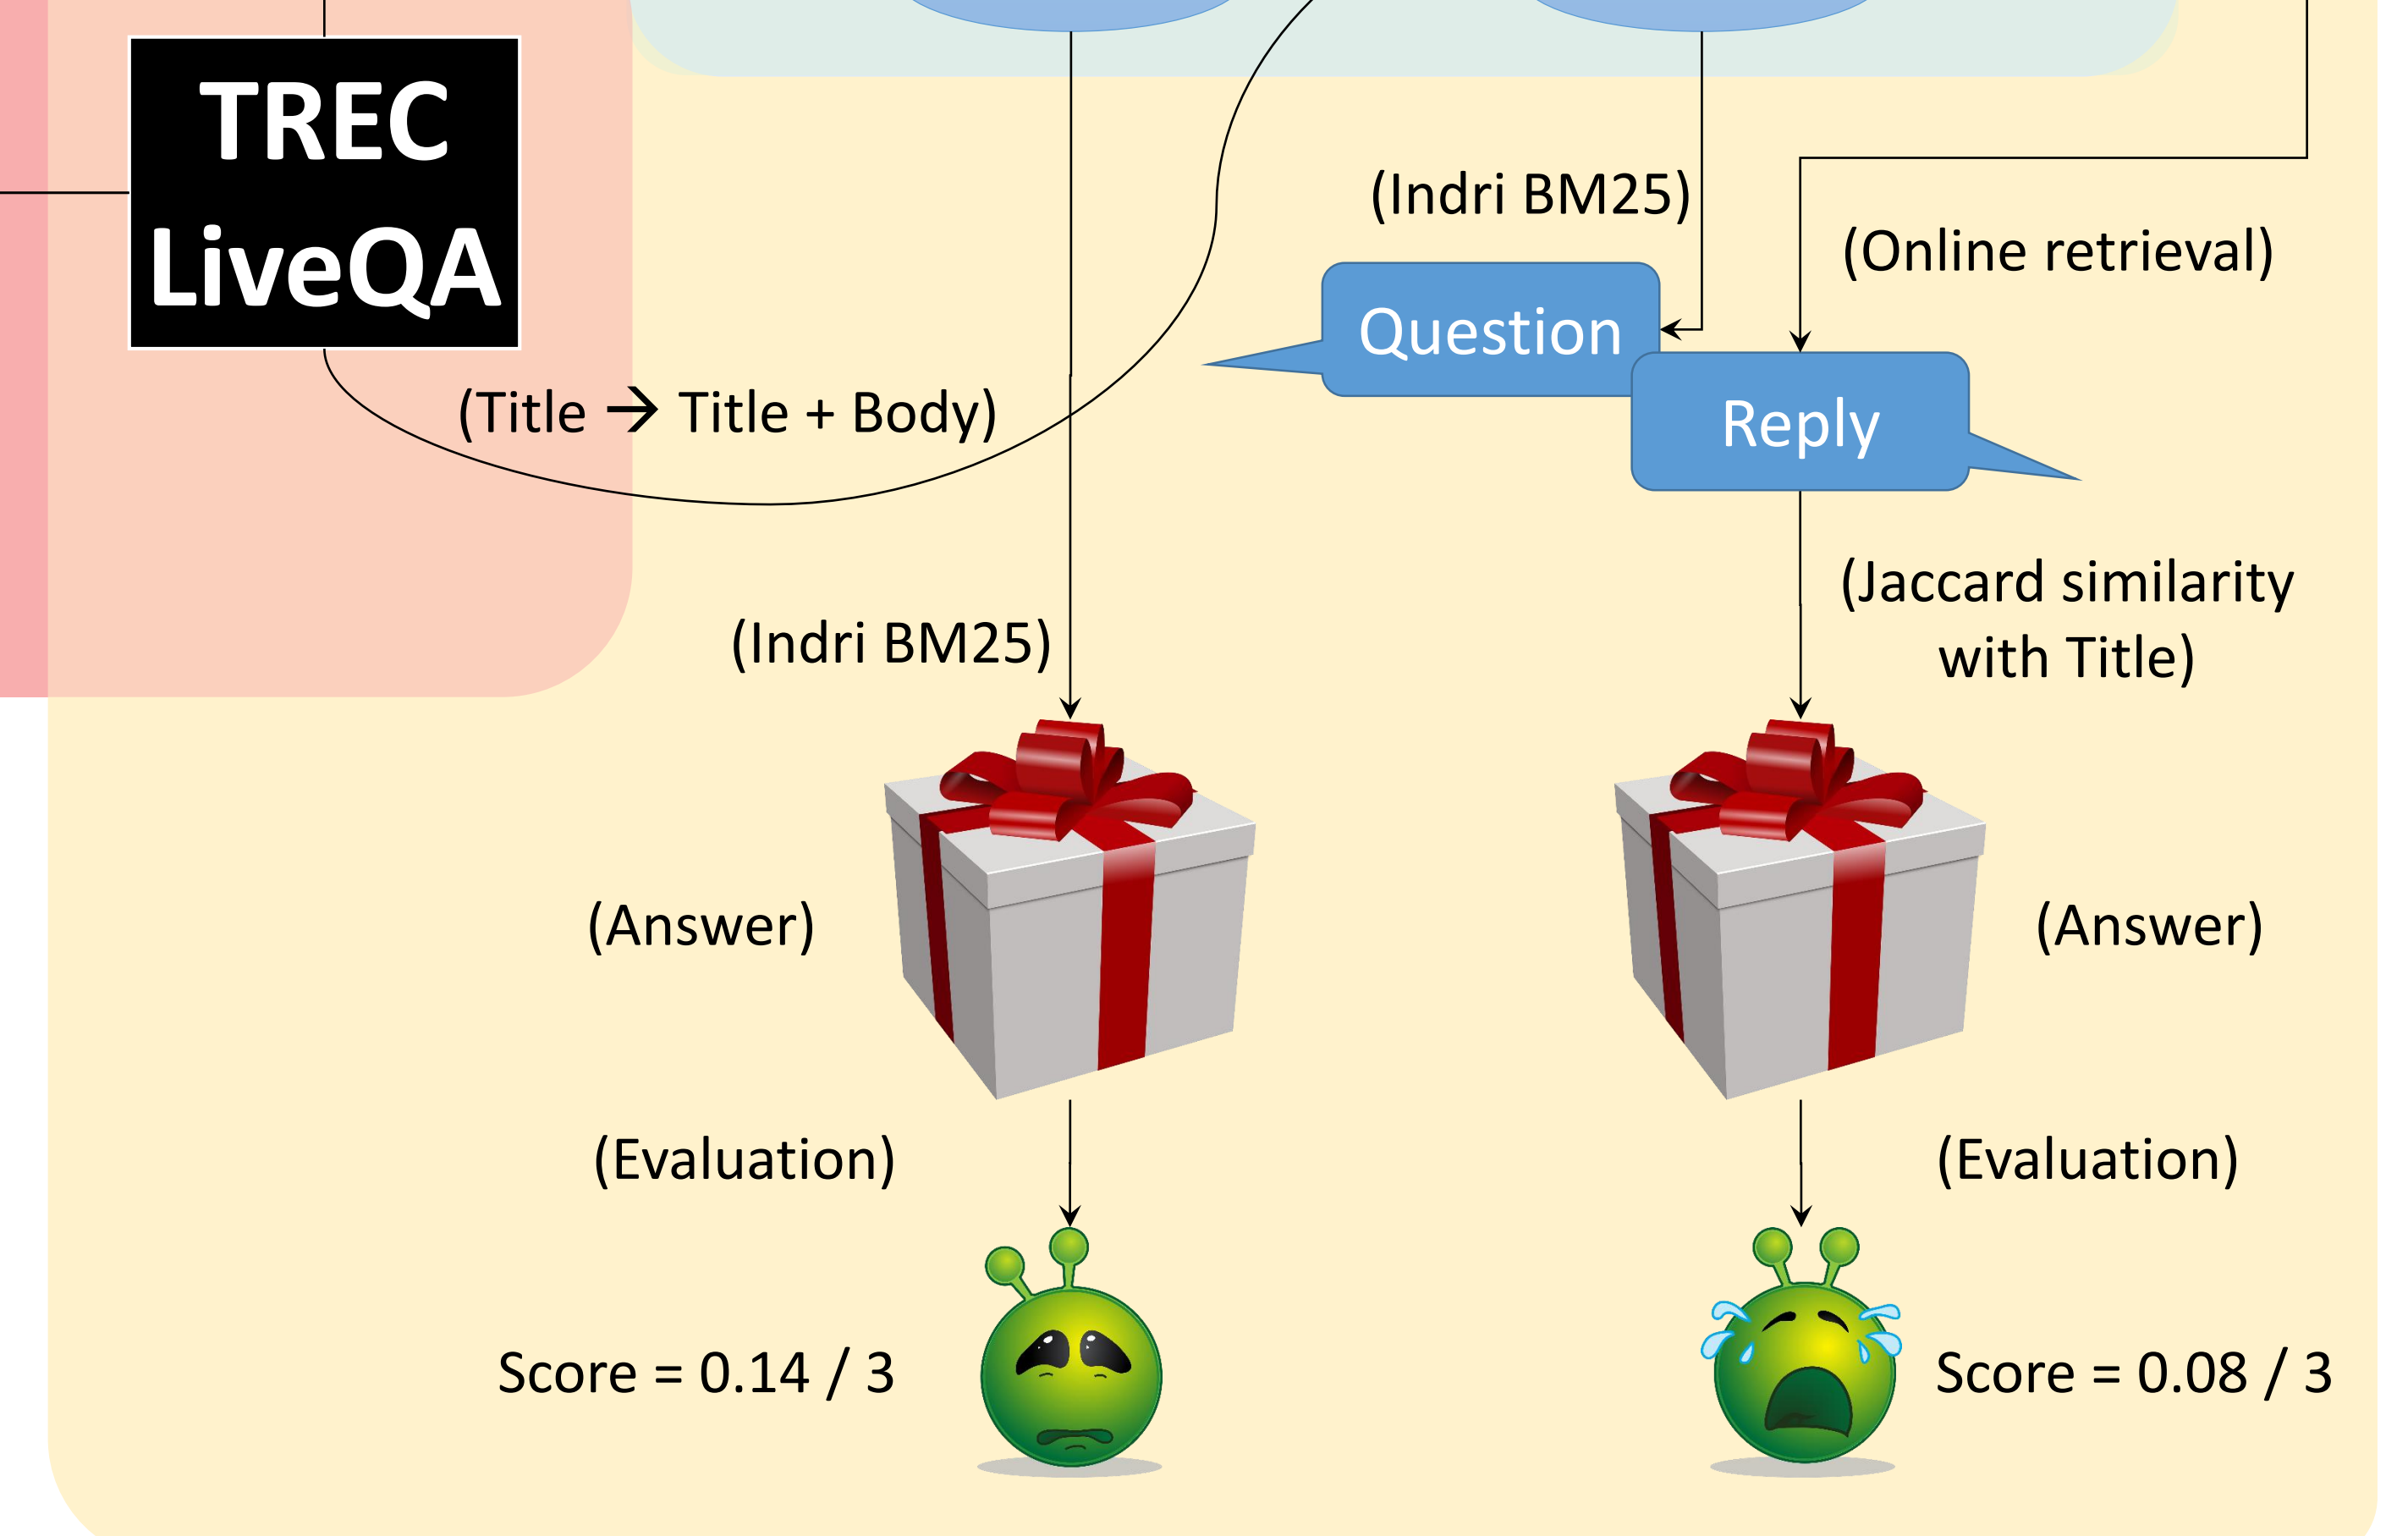 TREC
LiveQA
(Indri BM25)
(Online retrieval)
Question
(Title → Title + Body)
Reply
(Indri BM25)
(Jaccard similarity
with Title)
(Answer)
(Answer)
(Evaluation)
(Evaluation)
Score = 0.14 / 3
Score = 0.08 / 3